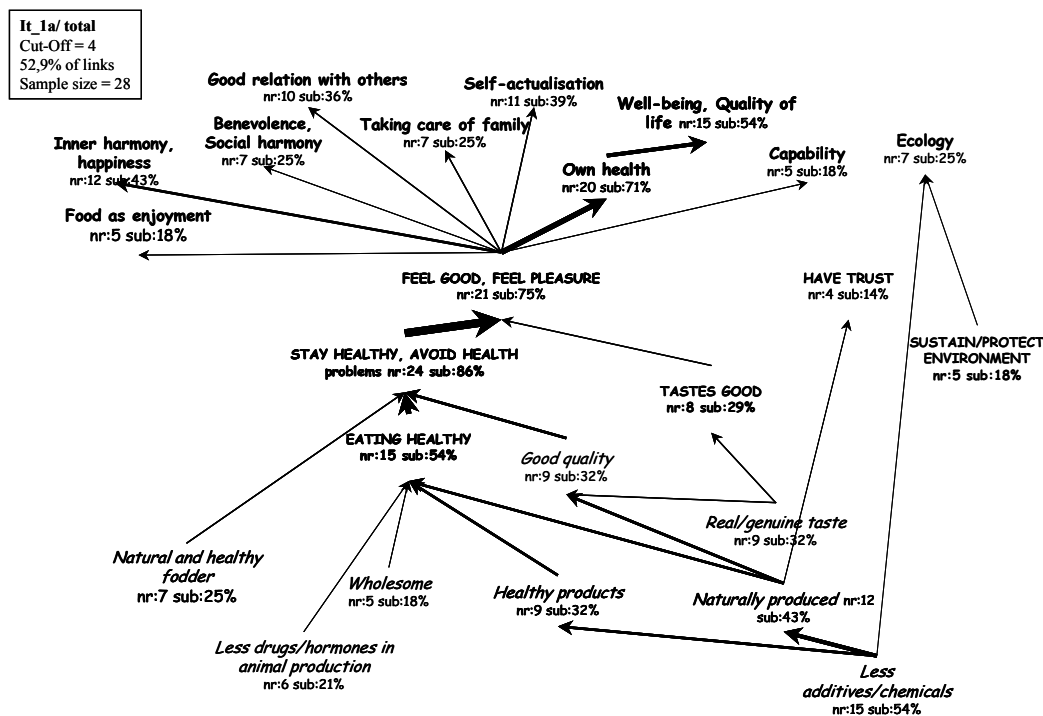 It_1a/ total
Cut-Off = 4
52,9% of links
Sample size = 28
Good relation with others
nr:10 sub:36%
Self-actualisation
nr:11 sub:39%
Well-being, Quality of
life nr:15 sub:54%
Benevolence,
Social harmony
nr:7 sub:25%
Taking care of family
nr:7 sub:25%
Ecology
nr:7 sub:25%
Inner harmony,
happiness
nr:12 sub:43%
Own health
nr:20 sub:71%
Capability
nr:5 sub:18%
Food as enjoyment
nr:5 sub:18%
FEEL GOOD, FEEL PLEASURE
nr:21 sub:75%
HAVE TRUST
nr:4 sub:14%
SUSTAIN/PROTECT
ENVIRONMENT
nr:5 sub:18%
STAY HEALTHY, AVOID HEALTH
problems nr:24 sub:86%
TASTES GOOD
nr:8 sub:29%
EATING HEALTHY
nr:15 sub:54%
Good quality
nr:9 sub:32%
Real/genuine taste
nr:9 sub:32%
Natural and healthy
fodder
nr:7 sub:25%
Wholesome
nr:5 sub:18%
Healthy products
nr:9 sub:32%
Naturally produced nr:12
sub:43%
Less drugs/hormones in
animal production
nr:6 sub:21%
Less
additives/chemicals
nr:15 sub:54%